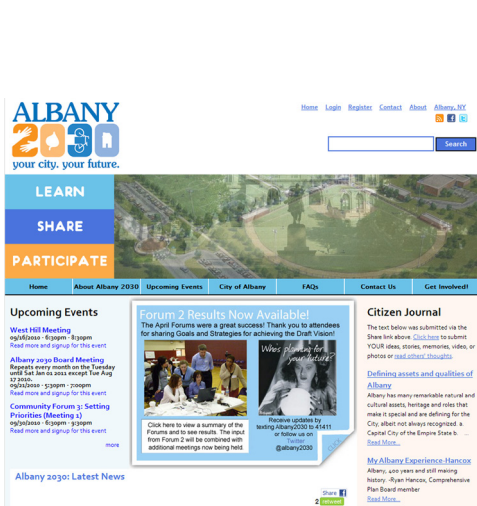 ALBANY
2030
your city. your future.
Home Login Register Contact About Albany, NY
Search
LEARN
SHARE
PARTICIPATE
Home About Albany 2030 Upcoming Events City of Albany FAQs Contact Us Get Involved!
Upcoming Events
West Hill Meeting
09/16/2010 - 6:30pm - 8:30pm
Read more and signup for this event
Albany 2030 Board Meeting
Repeats every month on the Tuesday
until Sat Jan 01 2011 except Tue Aug
17 2010.
09/21/2010 - 5:30pm - 7:00pm
Read more and signup for this event
Community Forum 3: Setting
Priorities (Meeting 1)
09/30/2010 - 6:30pm - 9:30pm
Read more and signup for this event
more
Forum 2 Results Now Available!
The April Forums were a great success! Thank you to attendees
for sharing Goals and Strategies for achieving the Draft Vision!
Click here to view a summary of the
Forums and to see results. The input
from Forum 2 will be combined with
additional meetings now being held.
Who's planning for
your future?
Receive updates by
texting Albany2030 to 41411
or follow us on
Twitter
@albany2030
CLICK
Citizen Journal
The text below was submitted via the
Share link above. Click here to submit
YOUR ideas, stories, memories, video, or
photos or read others' thoughts.
Defining assets and qualities of
Albany
Albany has many remarkable natural and
cultural assets, heritage and roles that
make it special and are defining for the
City, albeit not always recognized. a.
Capital City of the Empire State b. ...
Read More...
My Albany Experience-Hancox
Albany, 400 years and still making
history. -Ryan Hancox, Comprehensive
Plan Board member
Read More...
Albany 2030: Latest News
Share
2 retweet